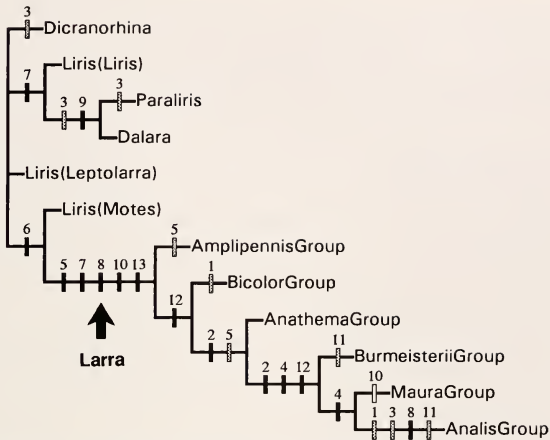 3
Dicranorhina
7
Liris(Liris)
3 9
3
Paraliris
Dalara
Liris(Leptolarra)
6
Liris(Motes)
5 7 8 10 13
5
AmplipennisGroup
12
1
BicolorGroup
2 5
AnathemaGroup
2 4 12
11
BurmeisteriiGroup
4
10
MauraGroup
1 3 8 11
AnalisGroup
Larra